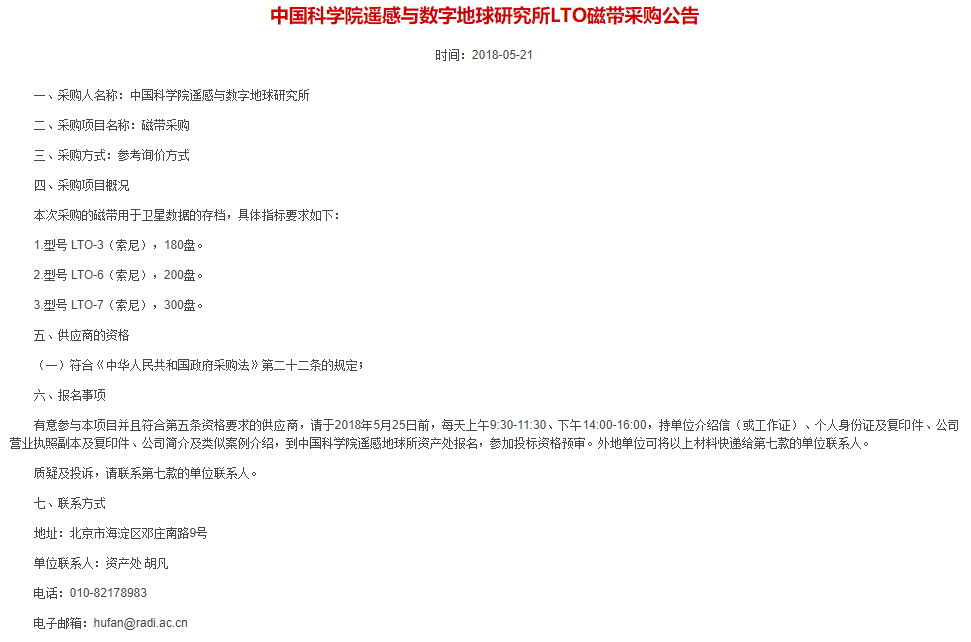 中国科学院遥感与数字地球研究所LTO磁带采购公告
时间：2018-05-21
一、采购人名称：中国科学院遥感与数字地球研究所
二、采购项目名称：磁带采购
三、采购方式：参考询价方式
四、采购项目概况
本次采购的磁带用于卫星数据的存档，具体指标要求如下：
1.型号 LTO-3（索尼），180盘。
2.型号 LTO-6（索尼），200盘。
3.型号 LTO-7（索尼），300盘。
五、供应商的资格
（一）符合《中华人民共和国政府采购法》第二十二条的规定；
六、报名事项
有意参与本项目并且符合第五条资格要求的供应商，请于2018年5月25日前，每天上午9:30-11:30、下午14:00-16:00，持单位介绍信（或工作证）、个人身份证及复印件、公司
营业执照副本及复印件、公司简介及类似案例介绍，到中国科学院遥感地球所资产处报名，参加投标资格预审。外地单位可将以上材料快递给第七款的单位联系人。
质疑及投诉，请联系第七款的单位联系人。
七、联系方式
地址：北京市海淀区邓庄南路9号
单位联系人：资产处 胡凡
电话：010-82178983
电子邮箱：hufan@radi.ac.cn